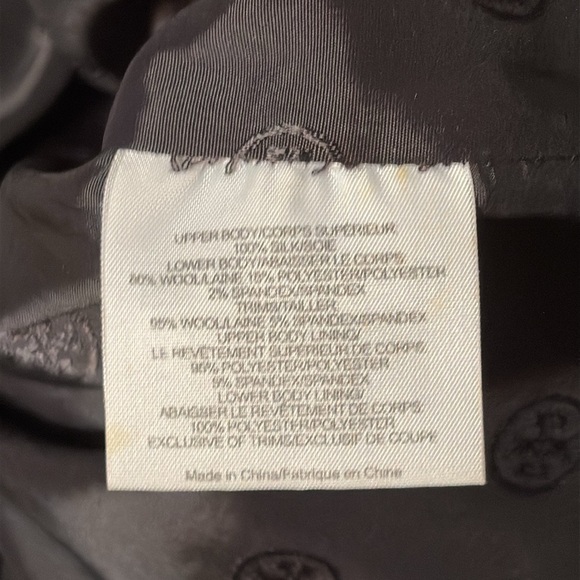 UPPER BODY/CORPS SUPÉRIEUR
100% SILK/SOIE
LOWER BODY/ABAISSER LE CORPS
80% WOOL/LAINE 18% POLYESTER/POLYESTER
2% SPANDEX/SPANDEX
TRIMS/TAILLER
95% WOOL/LAINE 5% SPANDEX/SPANDEX
UPPER BODY LINING/
LE REVÊTEMENT SUPERIEUR DE CORPS
95% POLYESTER/POLYESTER
5% SPANDEX/SPANDEX
LOWER BODY LINING/
ABAISSER LE REVÊTEMENT DE CORPS
100% POLYESTER/POLYESTER
EXCLUSIVE OF TRIMS/EXCLUSIF DE COUPE
Made in China/Fabrique en Chine